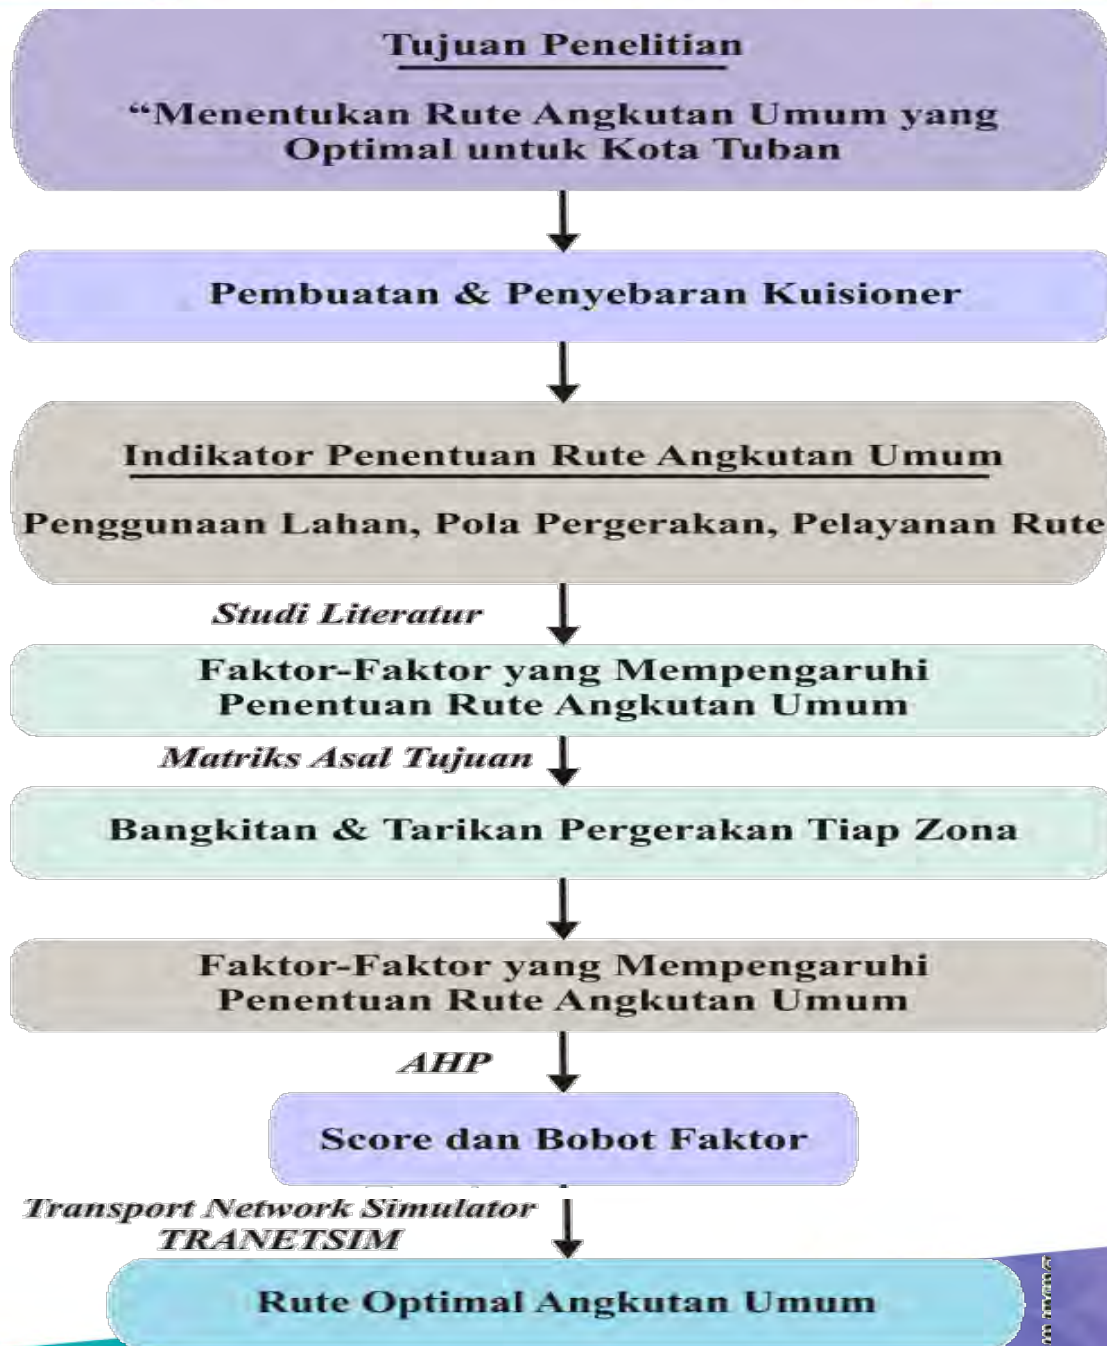 Tujuan Penelitian
“Menentukan Rute Angkutan Umum yang
Optimal untuk Kota Tuban
Pembuatan & Penyebaran Kuisioner
Indikator Penentuan Rute Angkutan Umum
Penggunaan Lahan, Pola Pergerakan, Pelayanan Rute
Studi Literatur
Faktor-Faktor yang Mempengaruhi
Penentuan Rute Angkutan Umum
Matriks Asal Tujuan
Bangkitan & Tarikan Pergerakan Tiap Zona
Faktor-Faktor yang Mempengaruhi
Penentuan Rute Angkutan Umum
AHP
Score dan Bobot Faktor
Transport Network Simulator
TRANETSIM
Rute Optimal Angkutan Umum